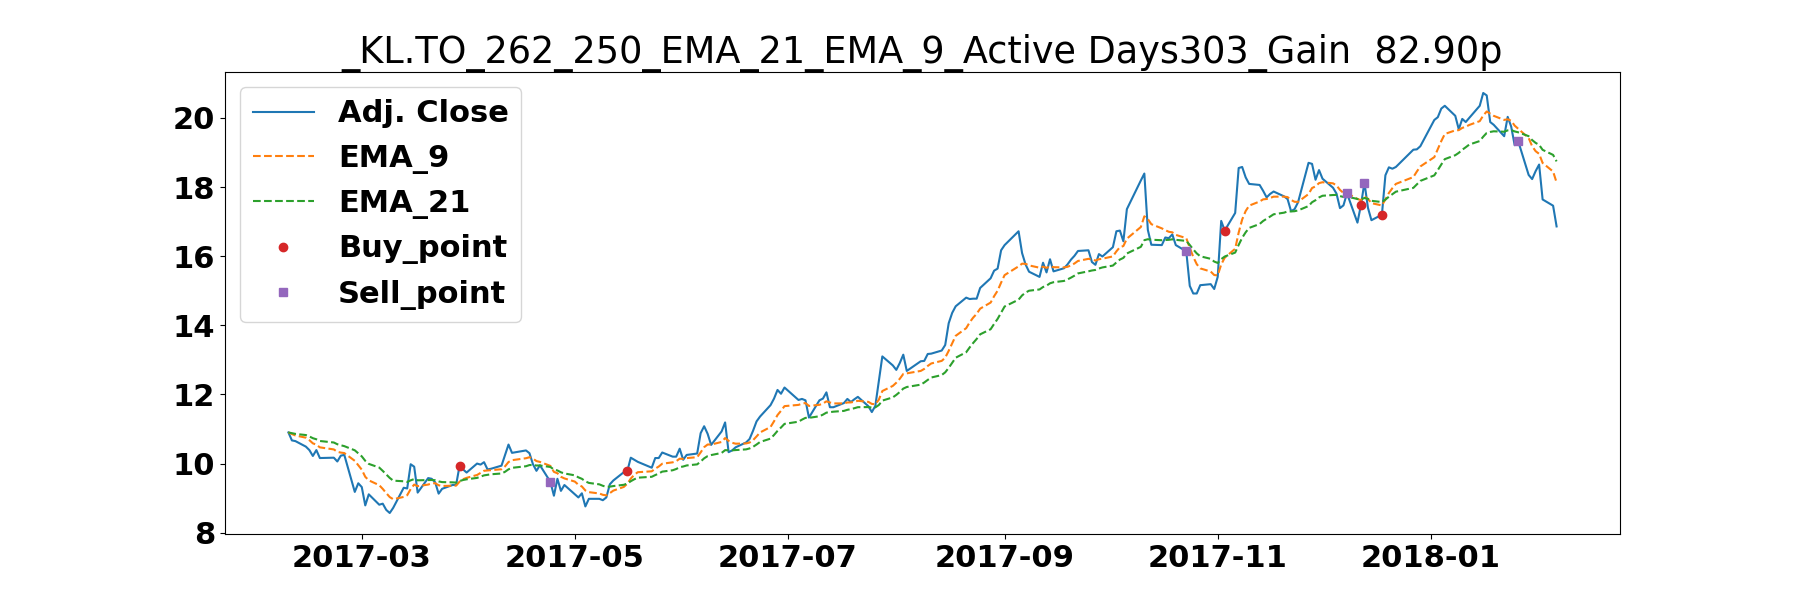 _KL.TO_262_250_EMA_21_EMA_9_Active Days303_Gain  82.90p
Adj. Close
EMA_9
EMA_21
Buy_point
Sell_point
20
18
16
14
12
10
8
2017-03 2017-05 2017-07 2017-09 2017-11 2018-01